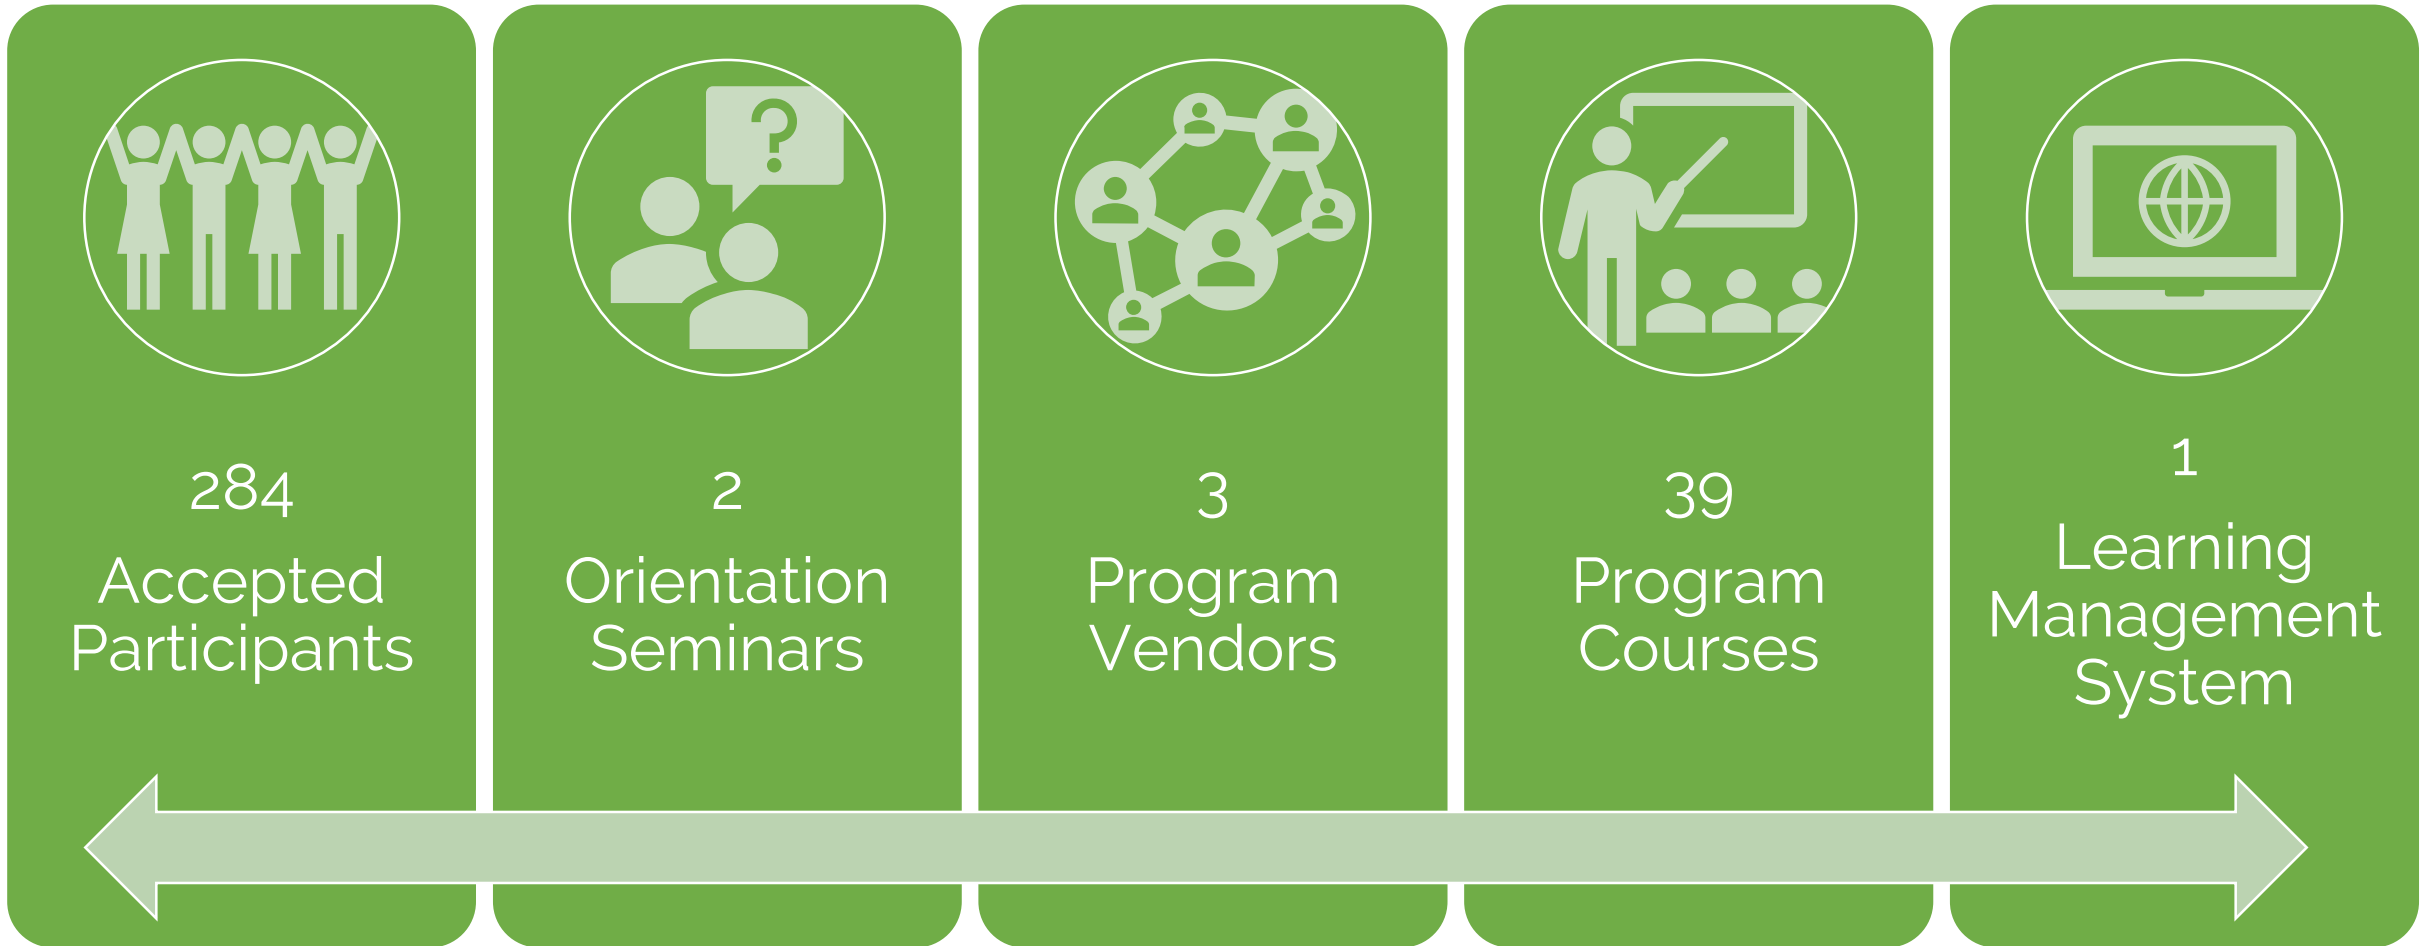 284
Accepted
Participants
2
Orientation
Seminars
3
Program
Vendors
39
Program
Courses
1
Learning
Management
System